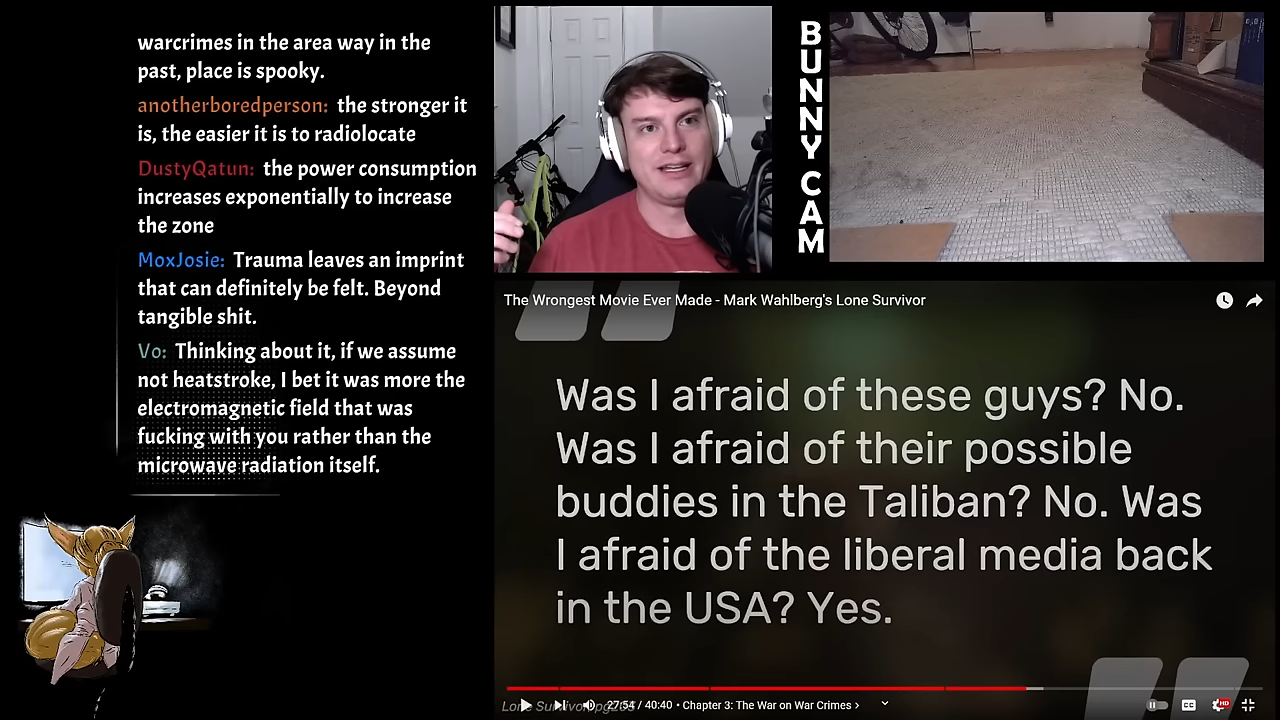 warcrimes in the area way in the
past, place is spooky.
anotherboredperson: the stronger it
is, the easier it is to radiolocate
DustyQatun: the power consumption
increases exponentially to increase
the zone
MoxJosie: Trauma leaves an imprint
that can definitely be felt. Beyond
tangible shit.
Vo: Thinking about it, if we assume
not heatstroke, I bet it was more the
electromagnetic field that was
fucking with you rather than the
microwave radiation itself.
BUNNY CAM
The Wrongest Movie Ever Made - Mark Wahlberg's Lone Survivor
Was I afraid of these guys? No.
Was I afraid of their possible
buddies in the Taliban? No. Was
I afraid of the liberal media back
in the USA? Yes.
27:54 / 40:40 • Chapter 3: The War on War Crimes ›
CC
HD